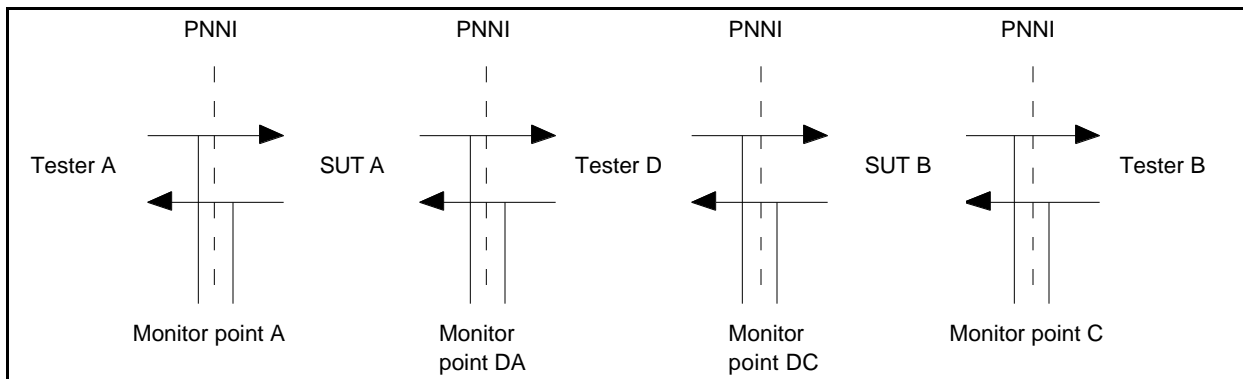 PNNI PNNI PNNI PNNI
Tester A SUT A Tester D SUT B Tester B
Monitor point A Monitor Monitor Monitor point C
point DA point DC